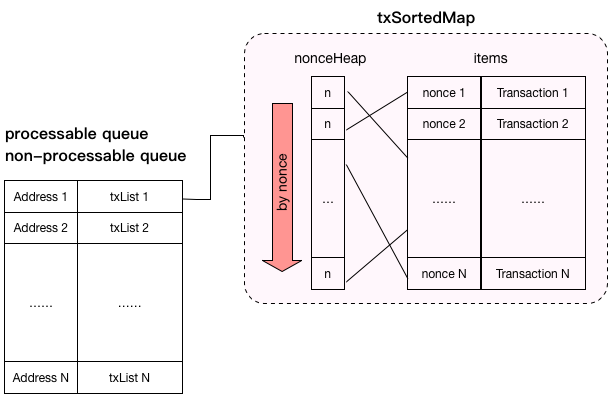 txSortedMap
nonceHeap items
n nonce 1 Transaction 1
n nonce 2 Transaction 2
by nonce
... ...... ......
n nonce N Transaction N
processable queue
non-processable queue
Address 1 txList 1
Address 2 txList 2
...... ......
Address N txList N